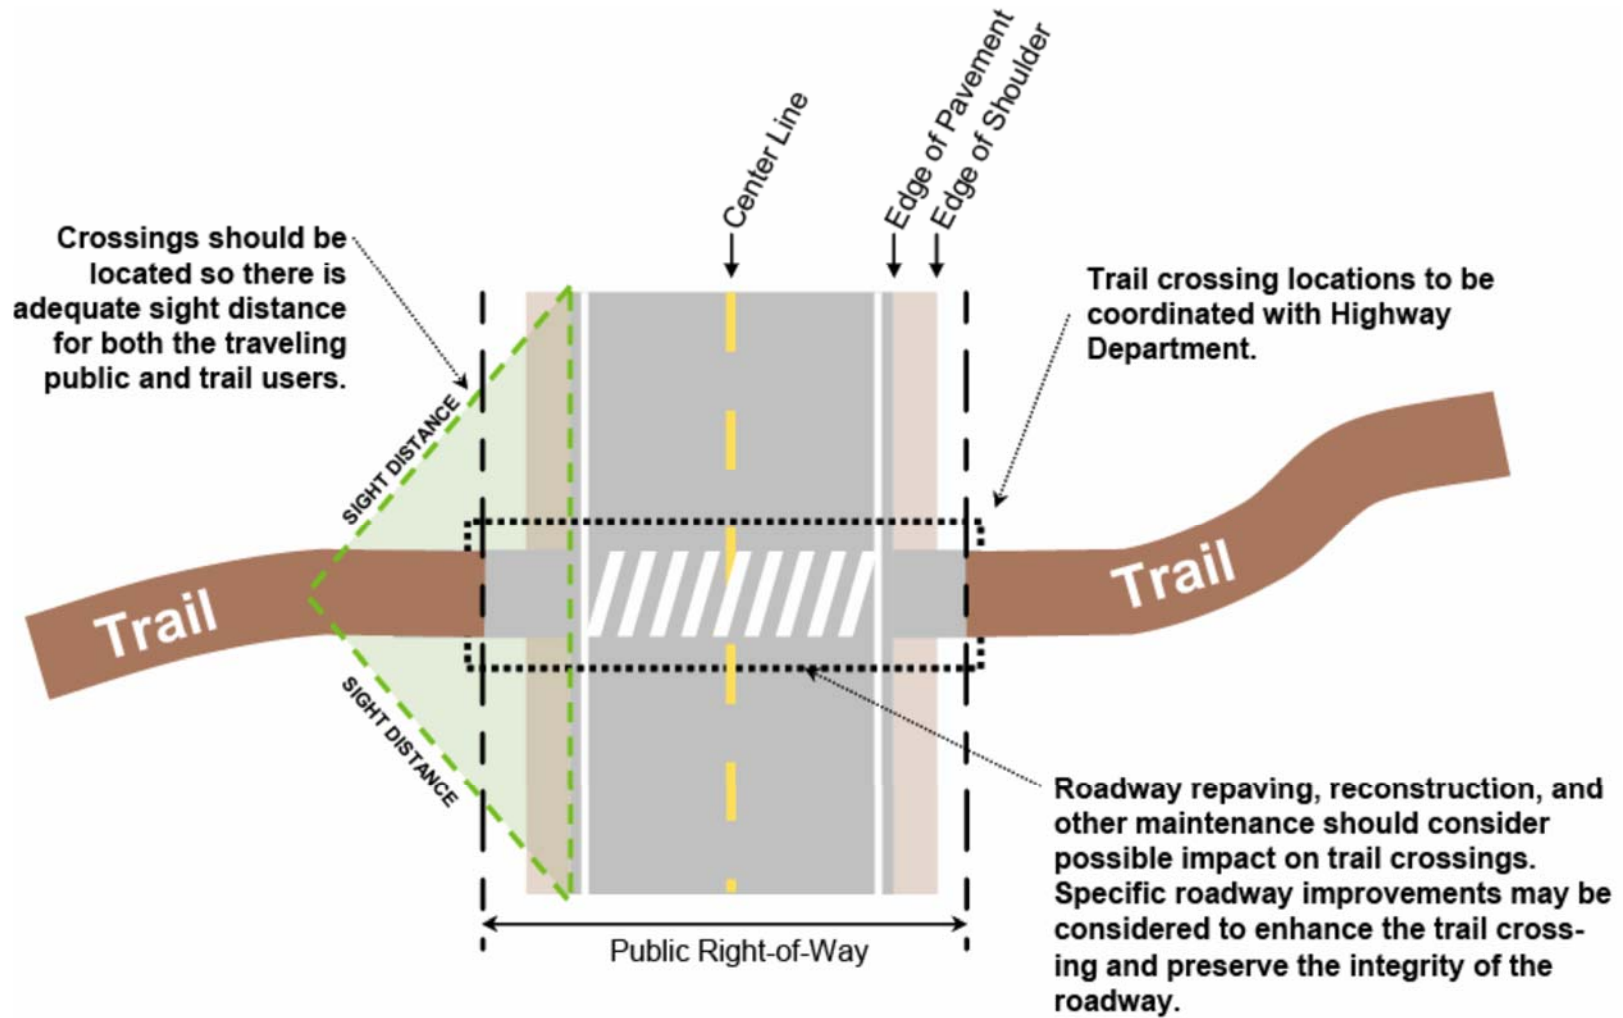 Center Line
Edge of Pavement
Edge of Shoulder
Crossings should be
located so there is
adequate sight distance
for both the traveling
public and trail users.
Trail crossing locations to be
coordinated with Highway
Department.
SIGHT DISTANCE
Trail
Trail
SIGHT DISTANCE
Roadway repaving, reconstruction, and
other maintenance should consider
possible impact on trail crossings.
Specific roadway improvements may be
considered to enhance the trail cross-
ing and preserve the integrity of the
roadway.
Public Right-of-Way